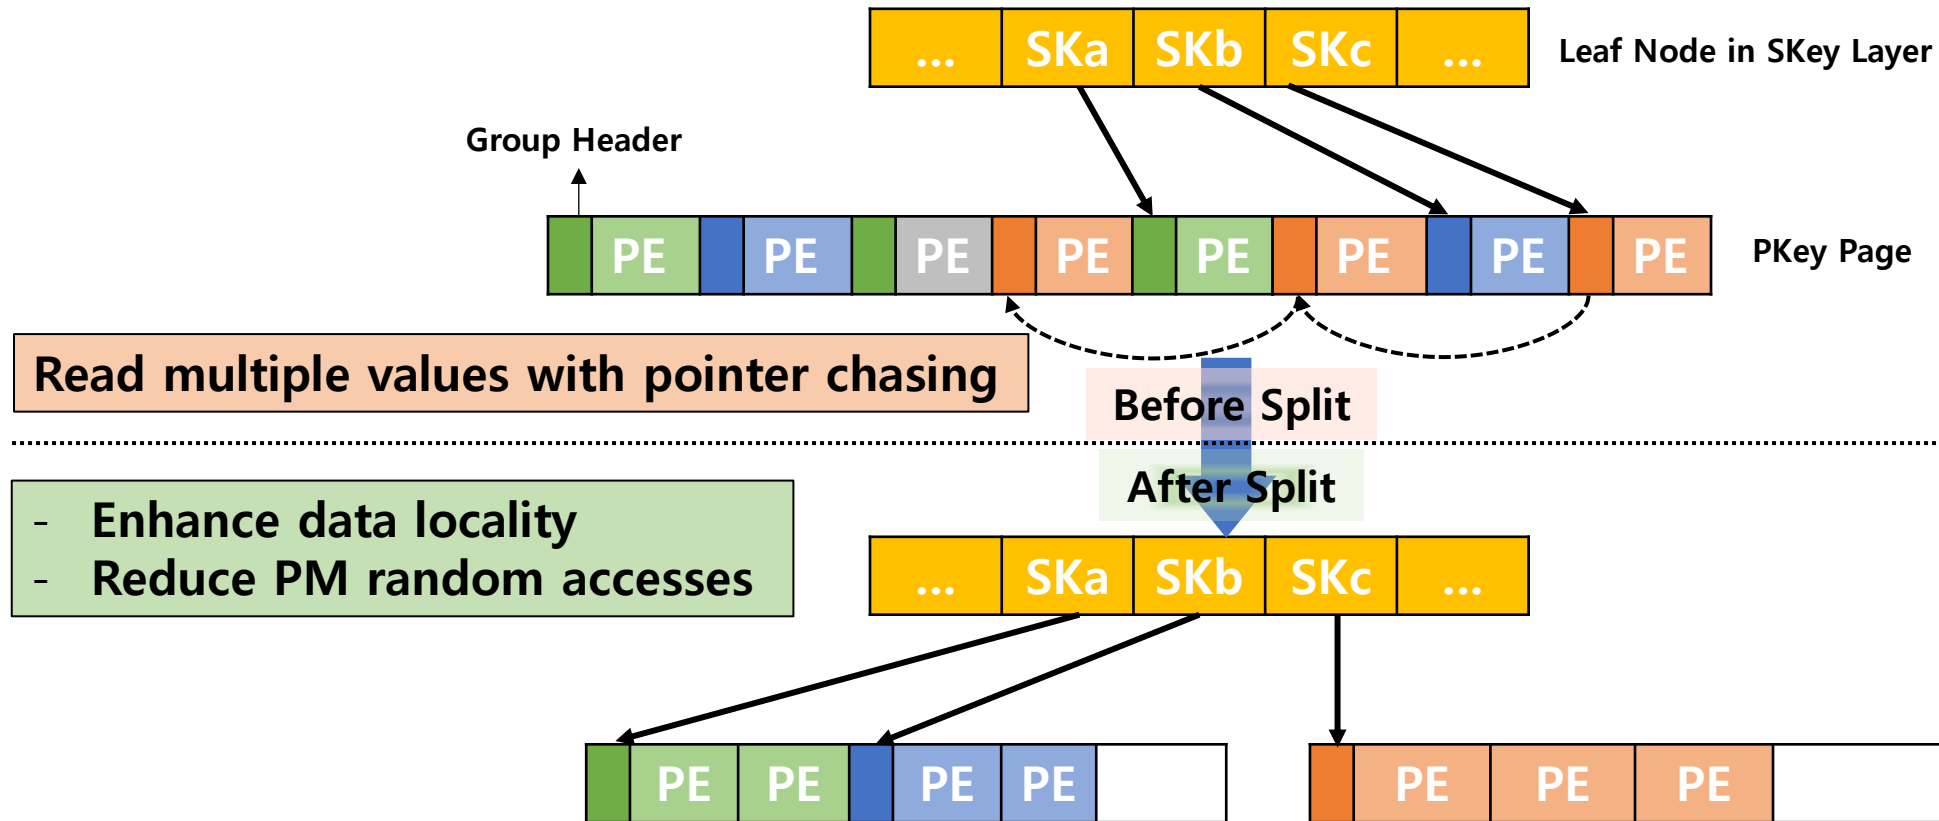 ... SKa SKb SKc ...
Leaf Node in SKey Layer
Group Header
PE PE PE PE PE PE PE PE
PKey Page
Read multiple values with pointer chasing
Before Split
After Split
- Enhance data locality
- Reduce PM random accesses
... SKa SKb SKc ...
PE PE PE PE
PE PE PE